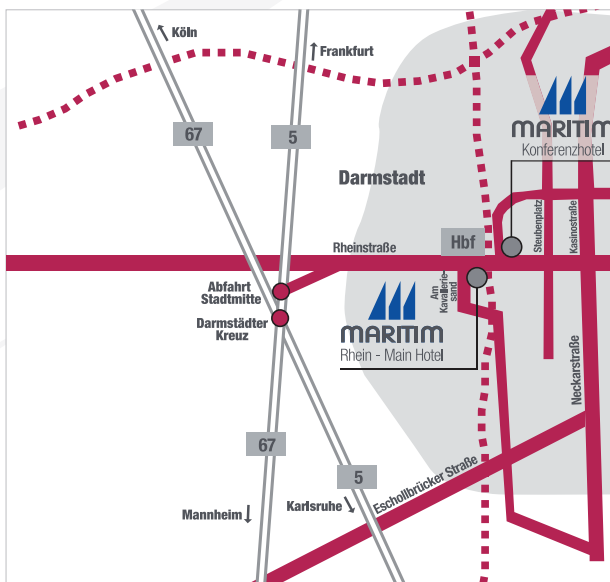 Köln
Frankfurt
67
5
MARITIM
Konferenzhotel
Darmstadt
Steubenplatz
Kasinostraße
Rheinstraße
Hbf
Abfahrt
Stadtmitte
Am
Kavallerie-
sand
Darmstädter
Kreuz
MARITIM
Rhein - Main Hotel
Neckarstraße
67
5
Eschollbrücker Straße
Mannheim
Karlsruhe